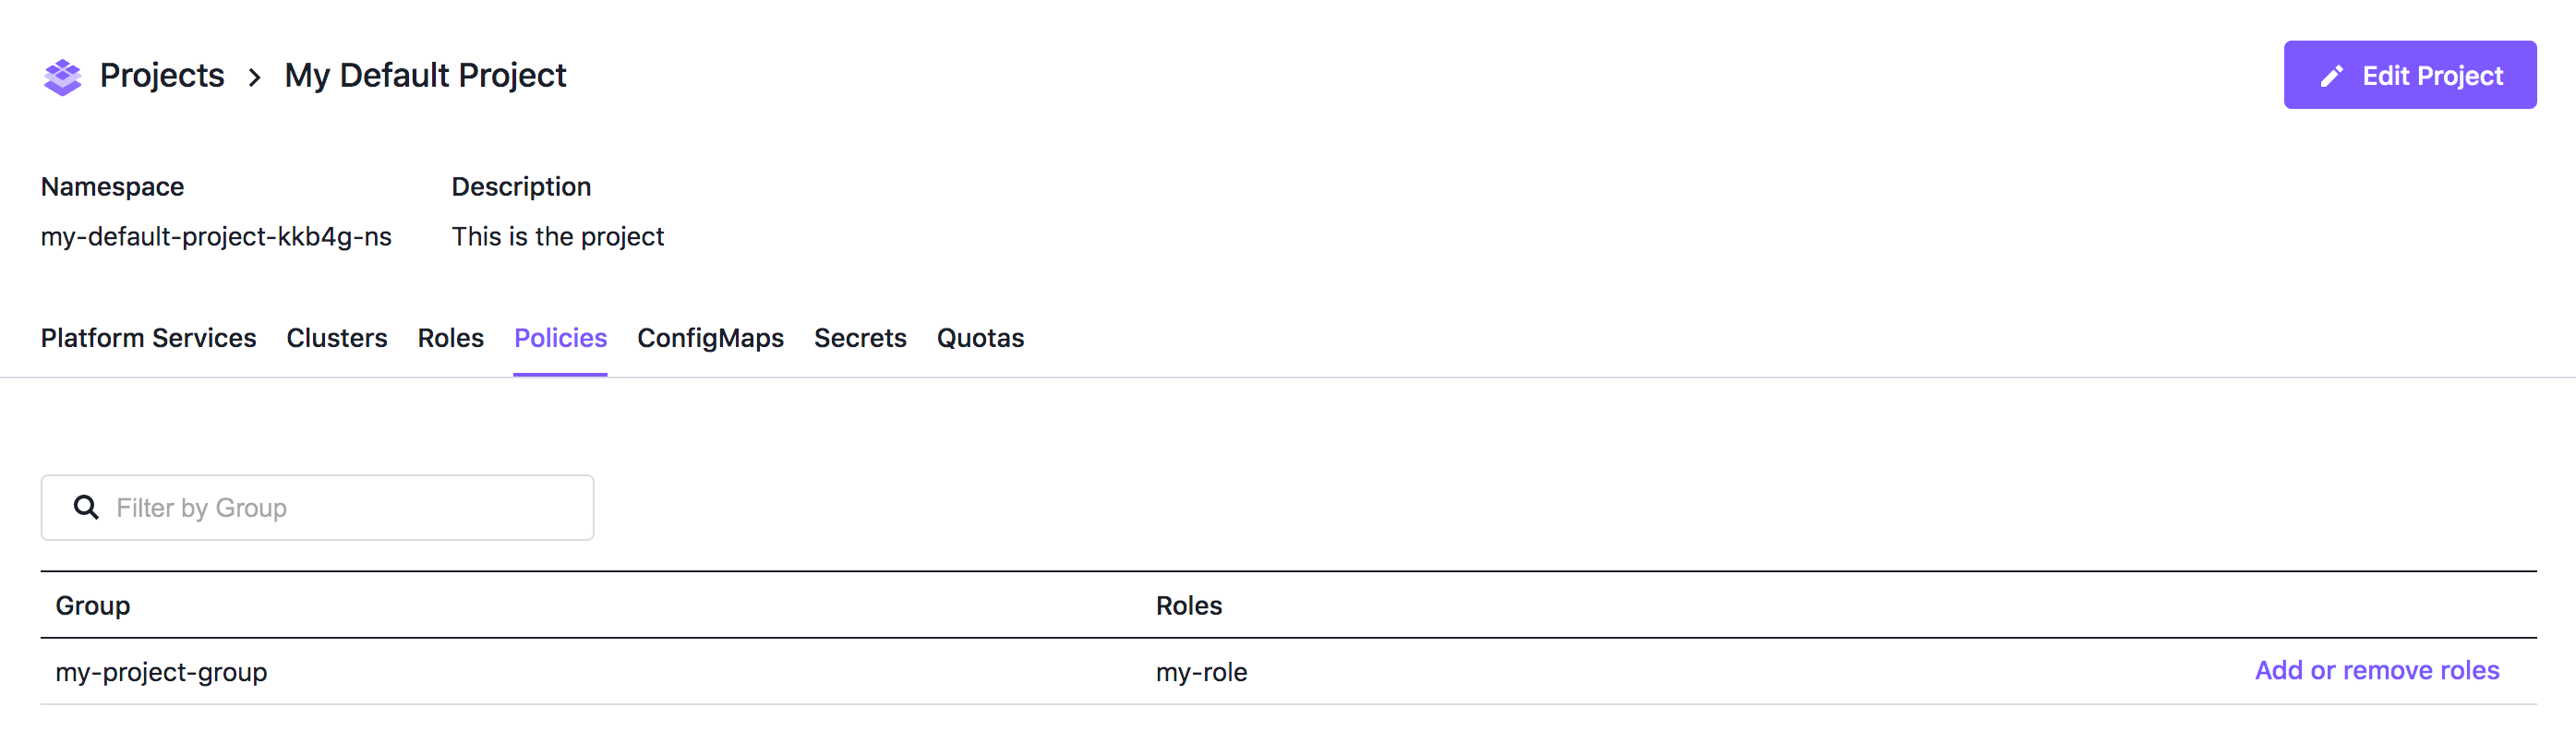 Projects > My Default Project
Edit Project
Namespace Description
my-default-project-kkb4g-ns This is the project
Platform Services Clusters Roles Policies ConfigMaps Secrets Quotas
Filter by Group
Group Roles
my-project-group my-role Add or remove roles